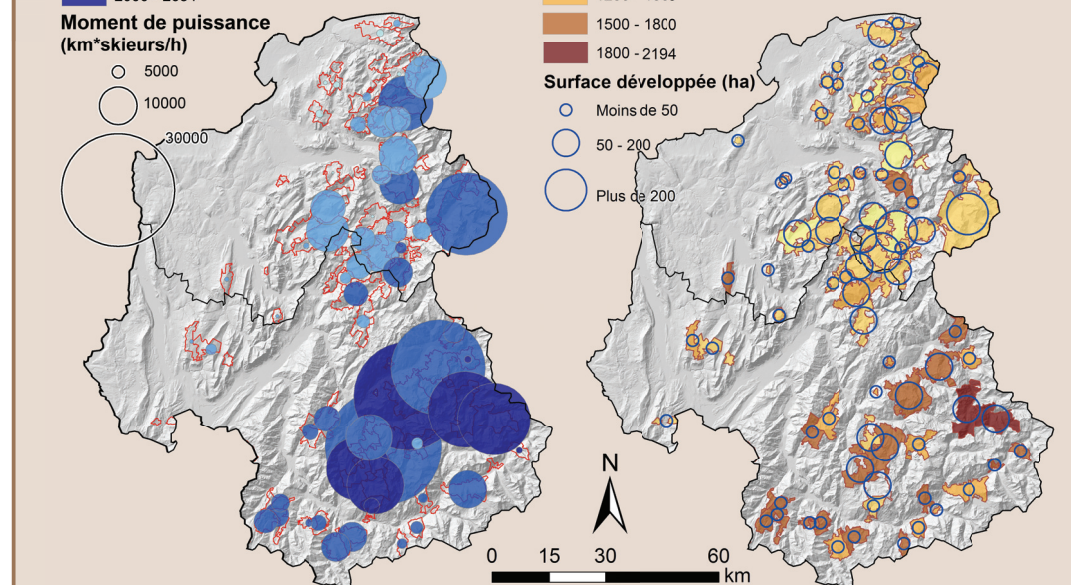 Moment de puissance
(km*skieurs/h)
5000
10000
30000
1500 - 1800
1800 - 2194
Surface développée (ha)
Moins de 50
50 - 200
Plus de 200
N
0 15 30 60
km